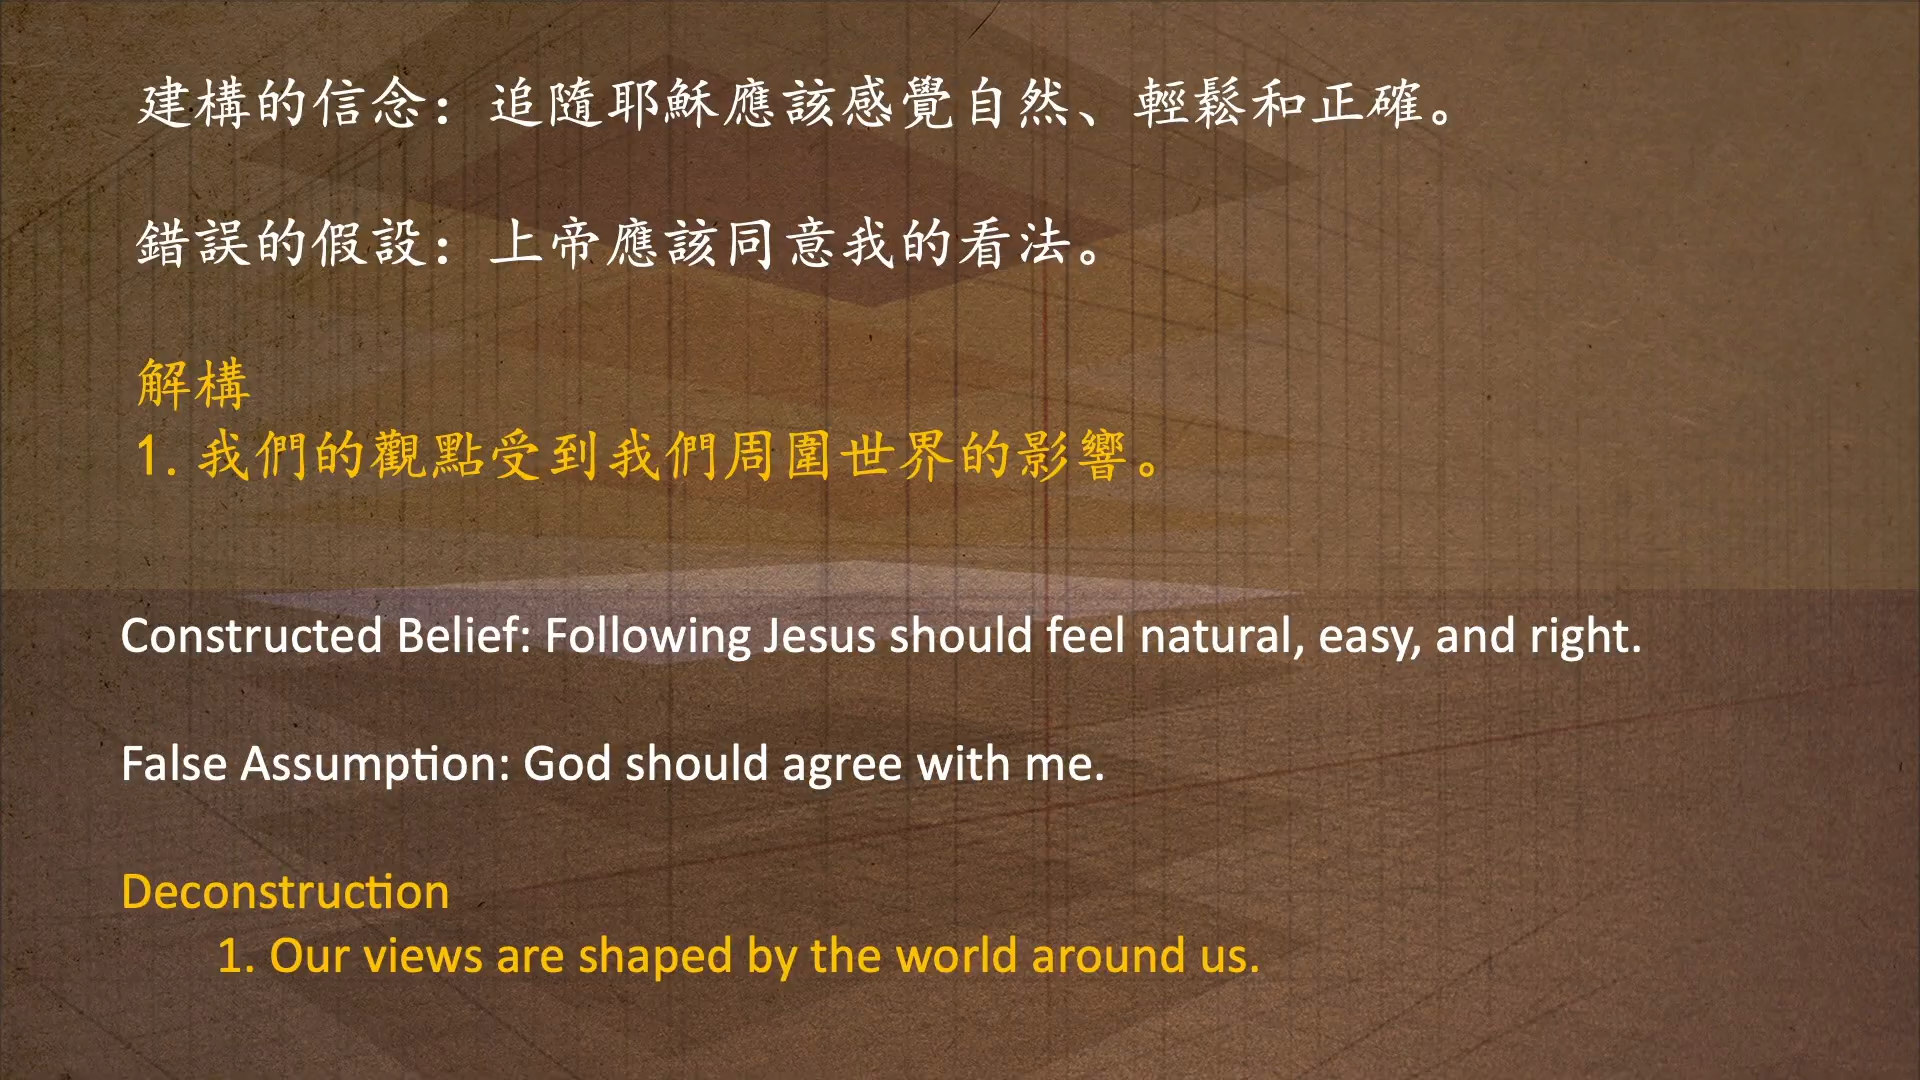 建構的信念：追隨耶穌應該感覺自然、輕鬆和正確。
錯誤的假設：上帝應該同意我的看法。
解構
1. 我們的觀點受到我們周圍世界的影響。
Constructed Belief: Following Jesus should feel natural, easy, and right.
False Assumption: God should agree with me.
Deconstruction
1. Our views are shaped by the world around us.